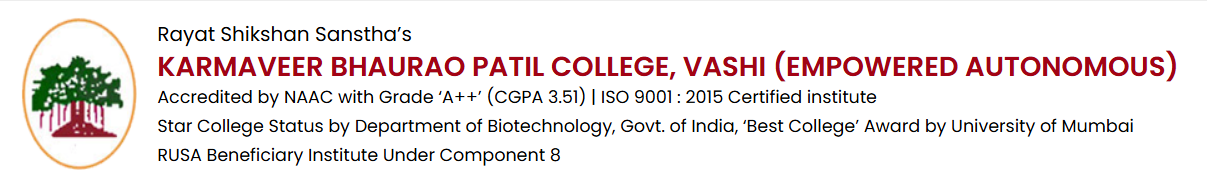 Rayat Shikshan Sanstha’s
KARMAVEER BHAURAO PATIL COLLEGE, VASHI (EMPOWERED AUTONOMOUS)
Accredited by NAAC with Grade ‘A++’ (CGPA 3.51) | ISO 9001 : 2015 Certified institute
Star College Status by Department of Biotechnology, Govt. of India, ‘Best College’ Award by University of Mumbai
RUSA Beneficiary Institute Under Component 8